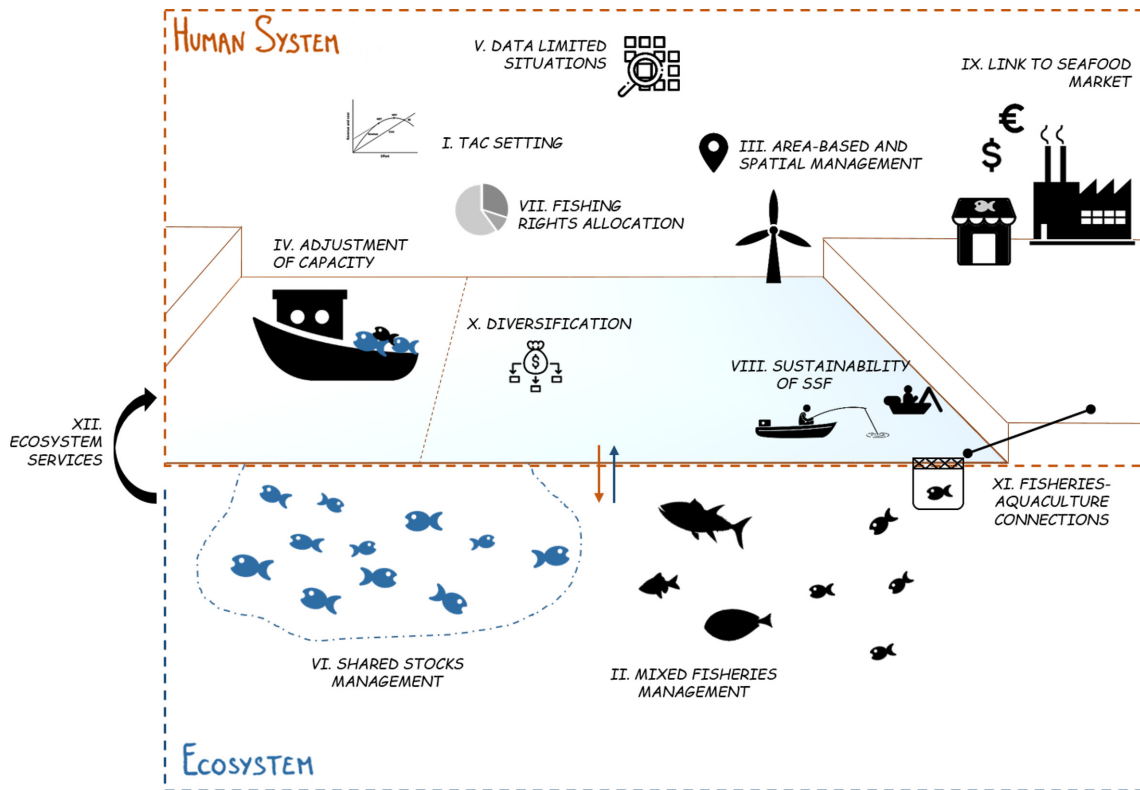 HUMAN SYSTEM
V. DATA LIMITED
SITUATIONS
IX. LINK TO SEAFOOD
MARKET
I. TAC SETTING
III. AREA-BASED AND
SPATIAL MANAGEMENT
€
$
VII. FISHING
RIGHTS ALLOCATION
IV. ADJUSTMENT
OF CAPACITY
X. DIVERSIFICATION
$
VIII. SUSTAINABILITY
OF SSF
XII.
ECOSYSTEM
SERVICES
XI. FISHERIES-
AQUACULTURE
CONNECTIONS
VI. SHARED STOCKS
MANAGEMENT
II. MIXED FISHERIES
MANAGEMENT
ECOSYSTEM